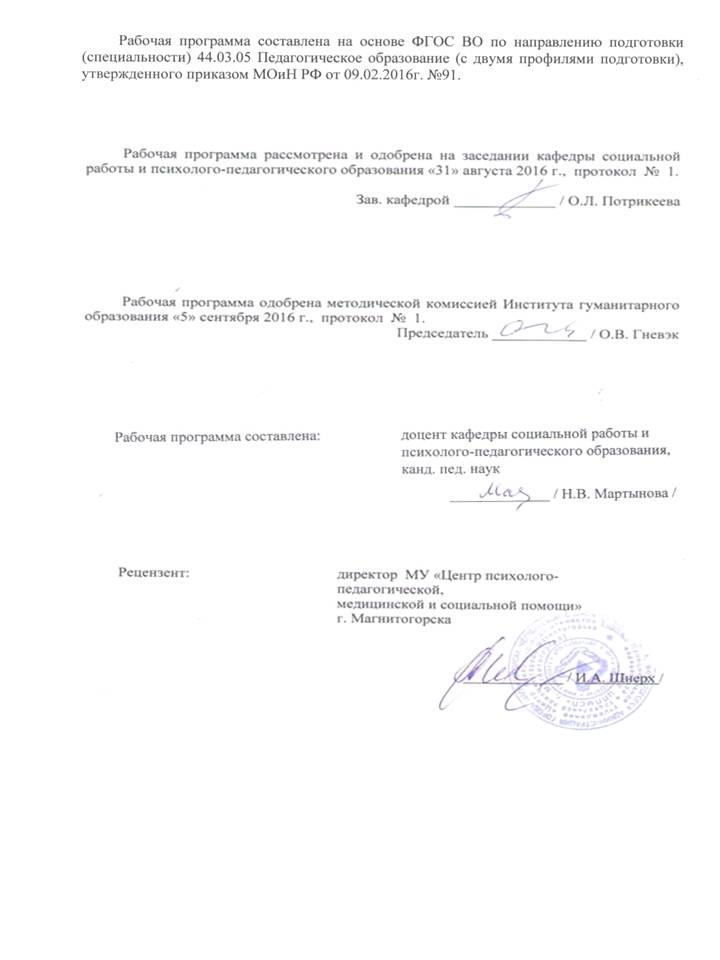 Рабочая программа составлена на основе ФГОС ВО по направлению подготовки
(специальности) 44.03.05 Педагогическое образование (с двумя профилями подготовки),
утвержденного приказом МОиН РФ от 09.02.2016г. №91.
Рабочая программа рассмотрена и одобрена на заседании кафедры социальной
работы и психолого-педагогического образования «31» августа 2016 г., протокол № 1.
Зав. кафедрой ______________ / О.Л. Потрикеева
Рабочая программа одобрена методической комиссией Института гуманитарного
образования «5» сентября 2016 г., протокол № 1.
Председатель _____________ / О.В. Гневэк
Рабочая программа составлена:
доцент кафедры социальной работы и
психолого-педагогического образования,
канд. пед. наук
______________ / Н.В. Мартынова /
Рецензент:
директор МУ «Центр психолого-
педагогической,
медицинской и социальной помощи»
г. Магнитогорска
______________ / И.А. Шнерх /